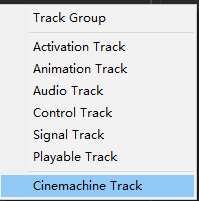 Track Group
Activation Track
Animation Track
Audio Track
Control Track
Signal Track
Playable Track
Cinemachine Track